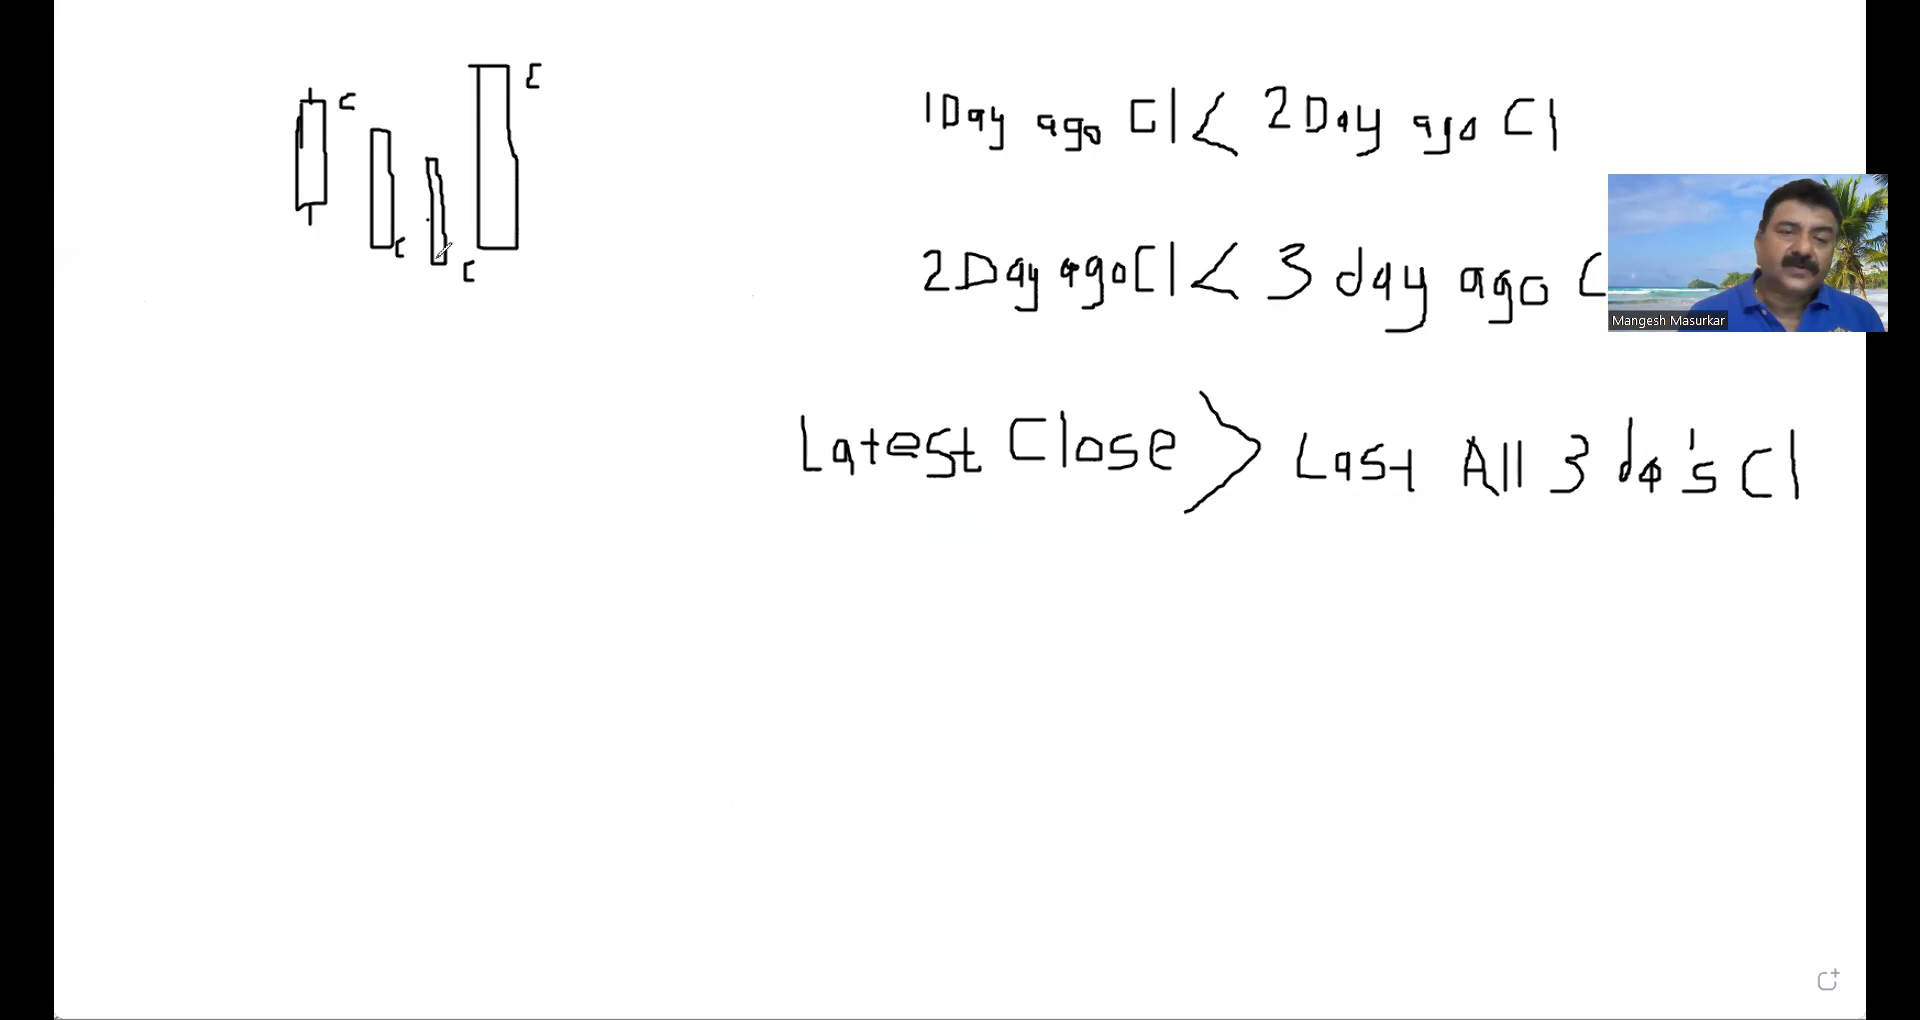 C
C
C
C
1Day ago Cl < 2Day ago Cl
2Day ago Cl < 3 day ago C
Mangesh Masurkar
Latest Close > Last All 3 da's Cl